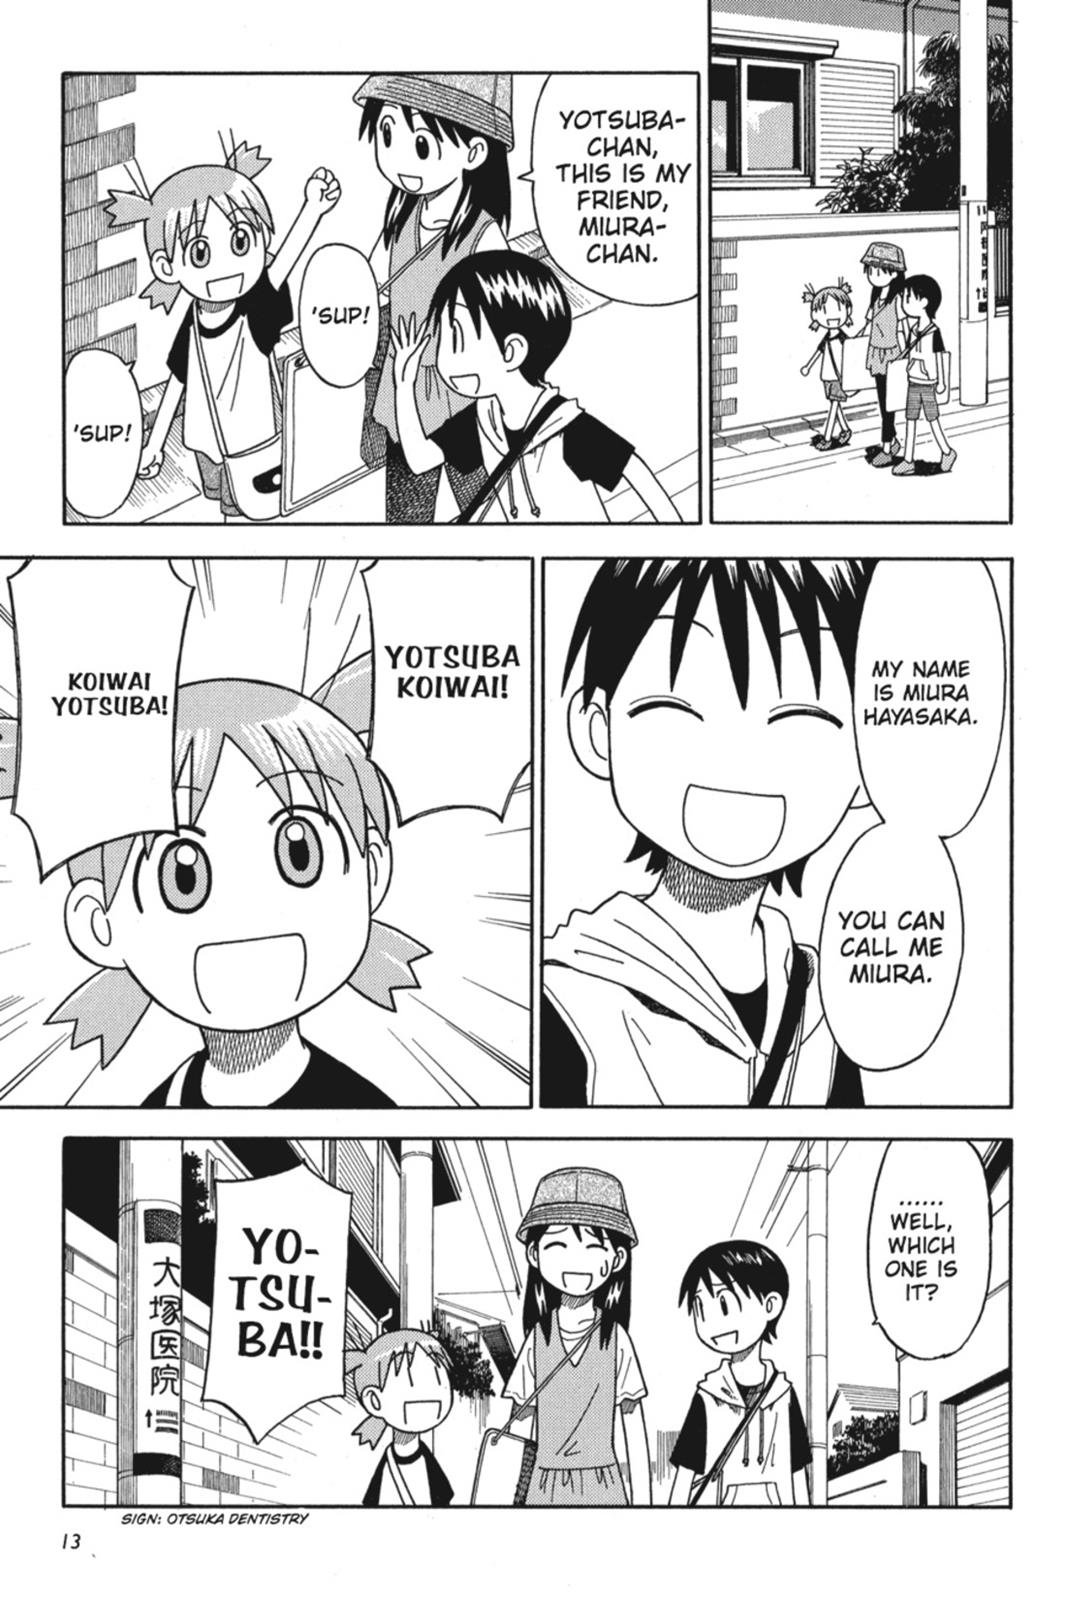 YOTSUBA-
CHAN,
THIS IS MY
FRIEND,
MIURA-
CHAN.
'SUP!
'SUP!
MY NAME
IS MIURA
HAYASAKA.
YOU CAN
CALL ME
MIURA.
YOTSUBA
KOIWAI!
KOIWAI
YOTSUBA!
......
WELL,
WHICH
ONE IS
IT?
YO-
TSU-
BA!!
大塚医院
SIGN: OTSUKA DENTISTRY
13